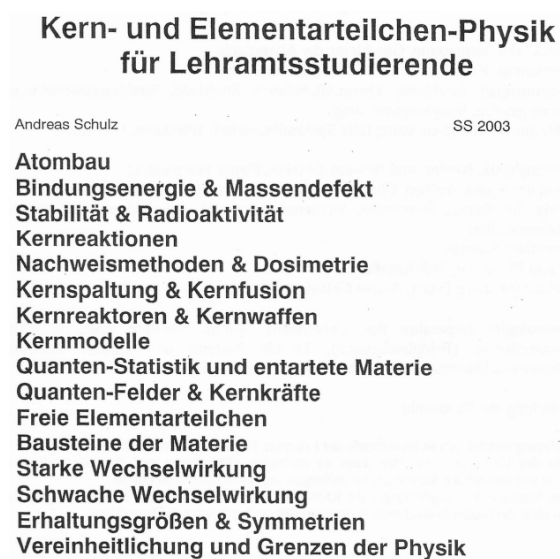 Kern- und Elementarteilchen-Physik
für Lehramtsstudierende
Andreas Schulz SS 2003
Atombau
Bindungsenergie & Massendefekt
Stabilität & Radioaktivität
Kernreaktionen
Nachweismethoden & Dosimetrie
Kernspaltung & Kernfusion
Kernreaktoren & Kernwaffen
Kernmodelle
Quanten-Statistik und entartete Materie
Quanten-Felder & Kernkräfte
Freie Elementarteilchen
Bausteine der Materie
Starke Wechselwirkung
Schwache Wechselwirkung
Erhaltungsgrößen & Symmetrien
Vereinheitlichung und Grenzen der Physik